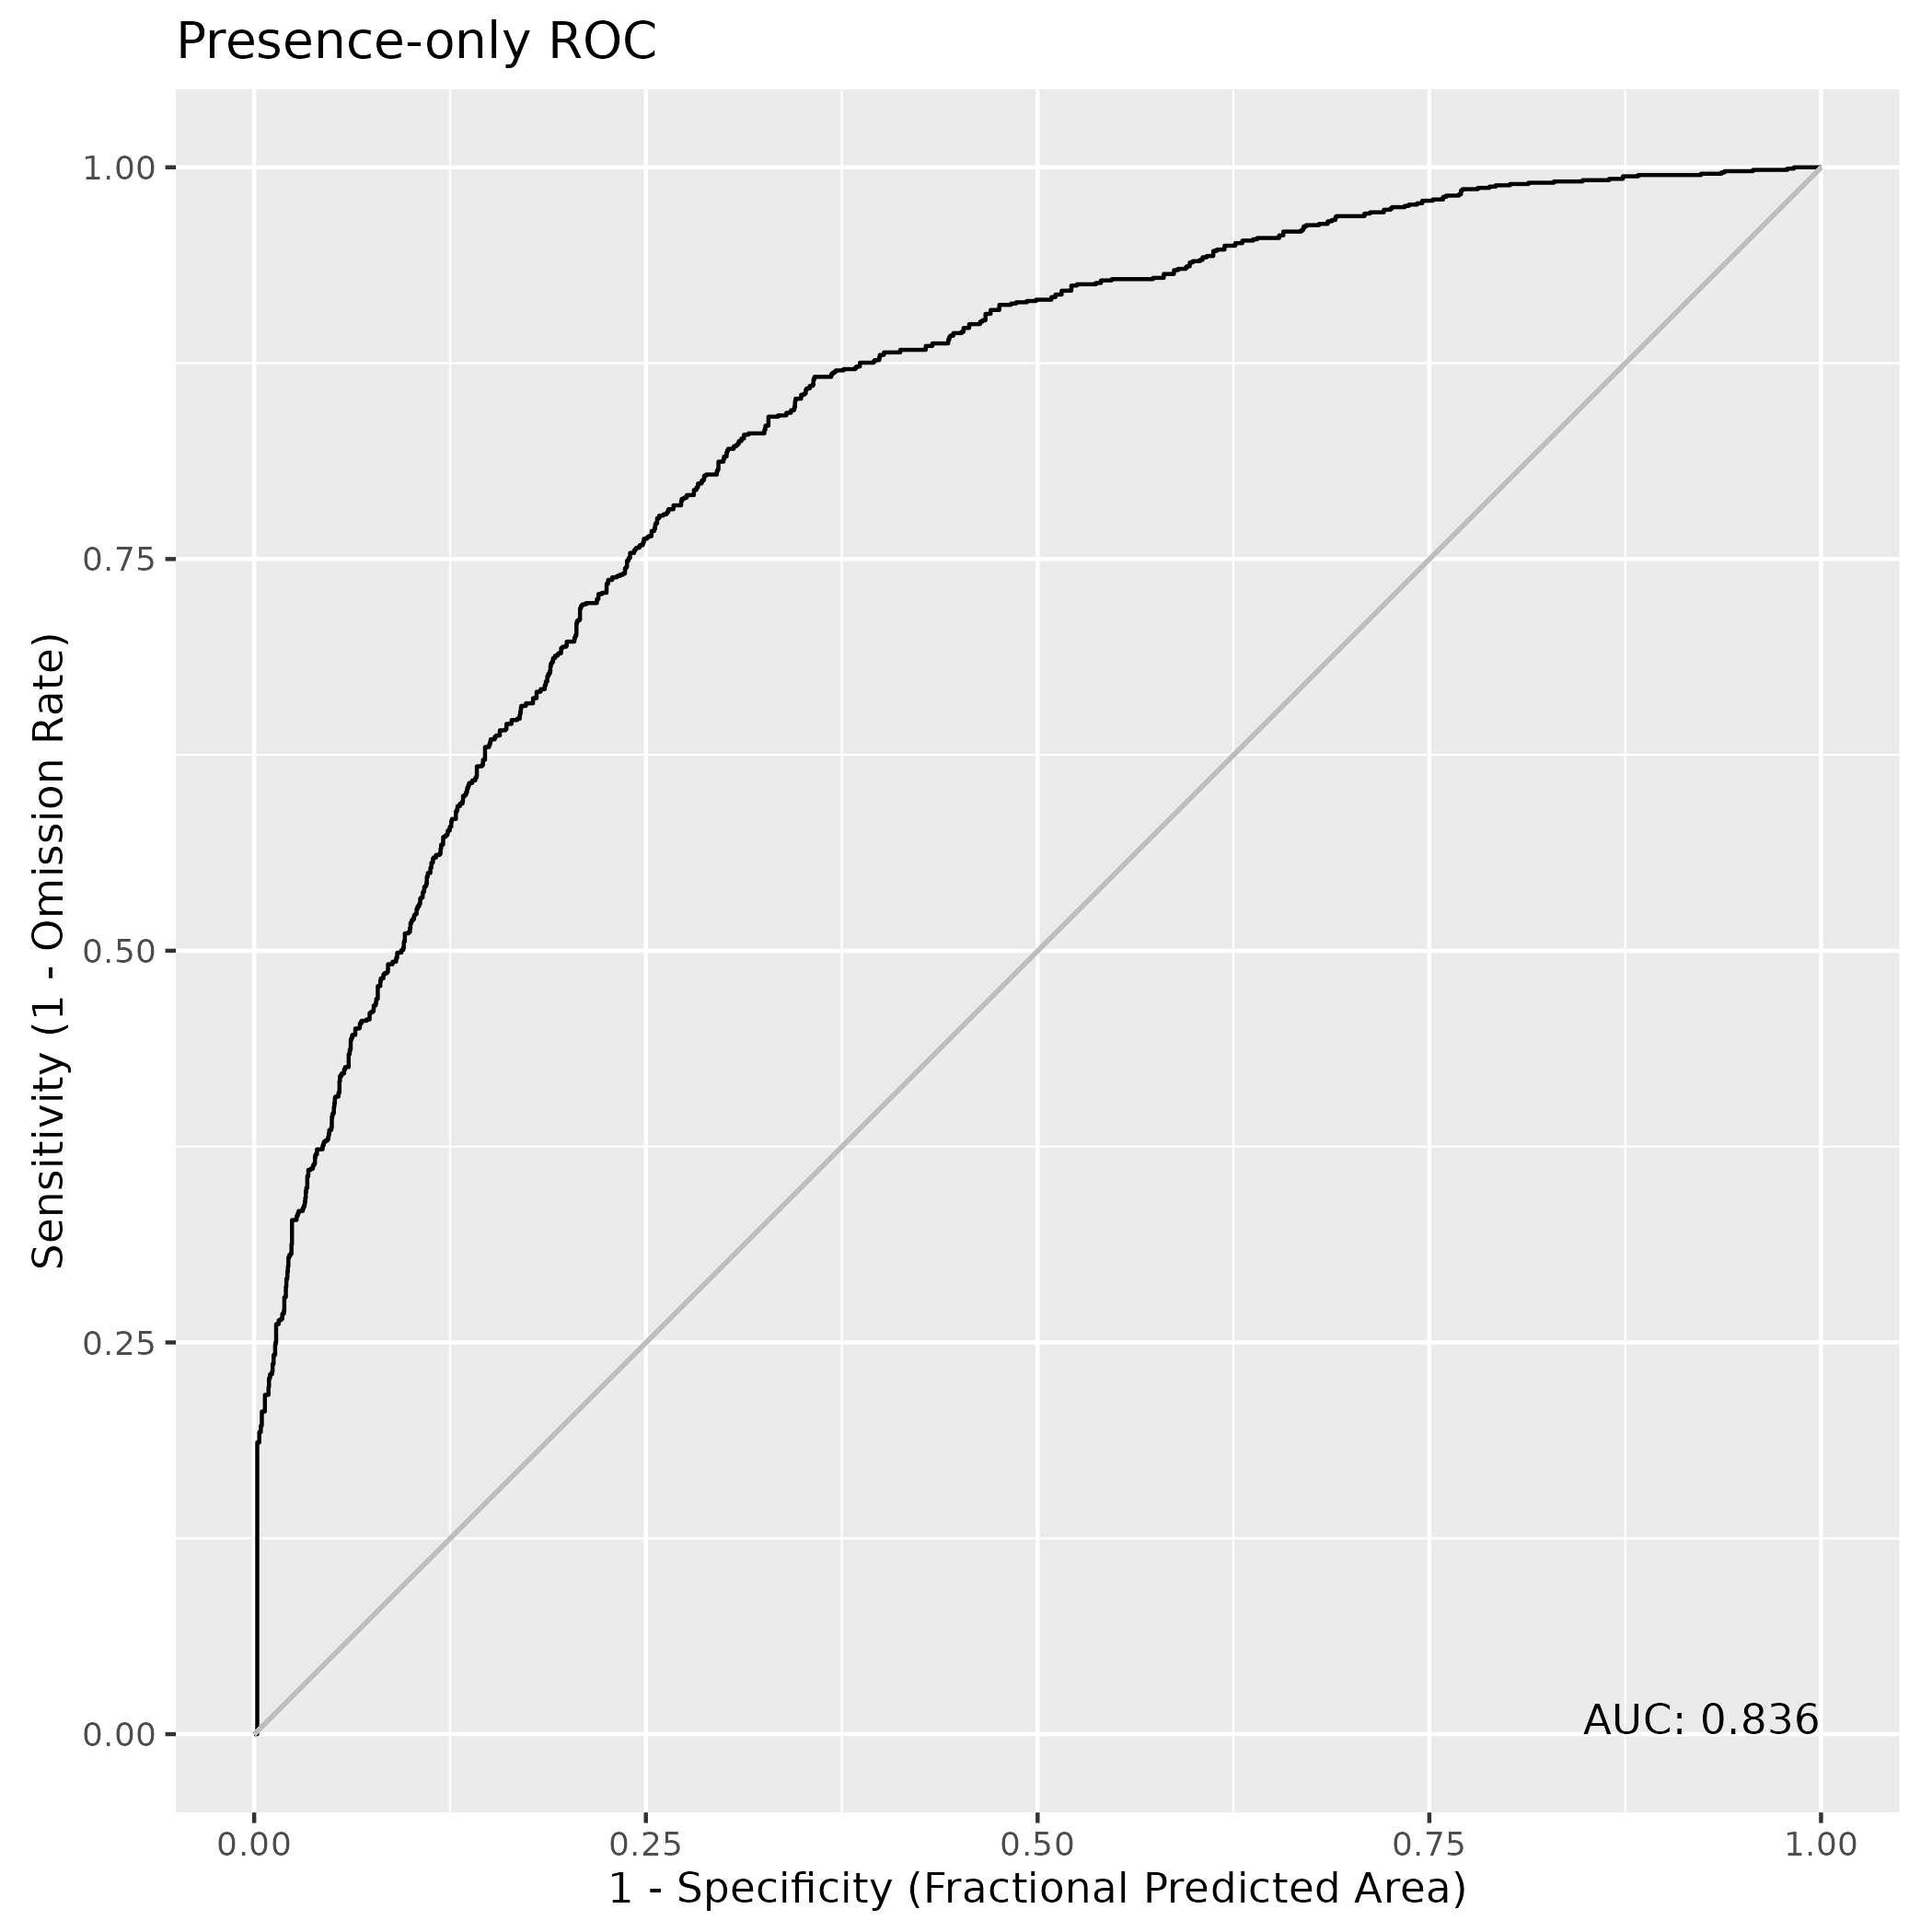 Presence-only ROC
Sensitivity (1 - Omission Rate)
1.00
0.75
0.50
0.25
0.00
AUC: 0.836
0.00 0.25 0.50 0.75 1.00
1 - Specificity (Fractional Predicted Area)